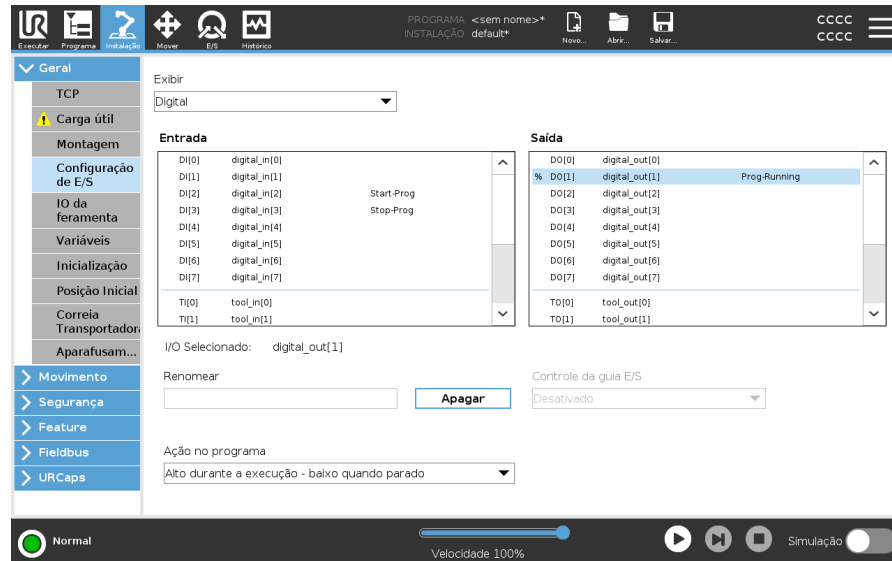 UR
Executar
Programa
Instalação
Mover
E/S
Histórico
PROGRAMA <sem nome>*
INSTALAÇÃO default*
Novo...
Abrir...
Salvar...
cccc
cccc
Geral
TCP
Carga útil
Montagem
Configuração
de E/S
IO da
feramenta
Variáveis
Inicialização
Posição Inicial
Correia
Transportadora
Aparafusam...
Movimento
Segurança
Feature
Fieldbus
URCaps
Exibir
Digital
Entrada
DI[0] digital_in[0]
DI[1] digital_in[1]
DI[2] digital_in[2] Start-Prog
DI[3] digital_in[3] Stop-Prog
DI[4] digital_in[4]
DI[5] digital_in[5]
DI[6] digital_in[6]
DI[7] digital_in[7]
TI[0] tool_in[0]
TI[1] tool_in[1]
Saída
DO[0] digital_out[0]
% DO[1] digital_out[1] Prog-Running
DO[2] digital_out[2]
DO[3] digital_out[3]
DO[4] digital_out[4]
DO[5] digital_out[5]
DO[6] digital_out[6]
DO[7] digital_out[7]
TO[0] tool_out[0]
TO[1] tool_out[1]
I/O Selecionado: digital_out[1]
Renomear
Apagar
Controle da guia E/S
Desativado
Ação no programa
Alto durante a execução - baixo quando parado
Normal
Velocidade 100%
Simulação